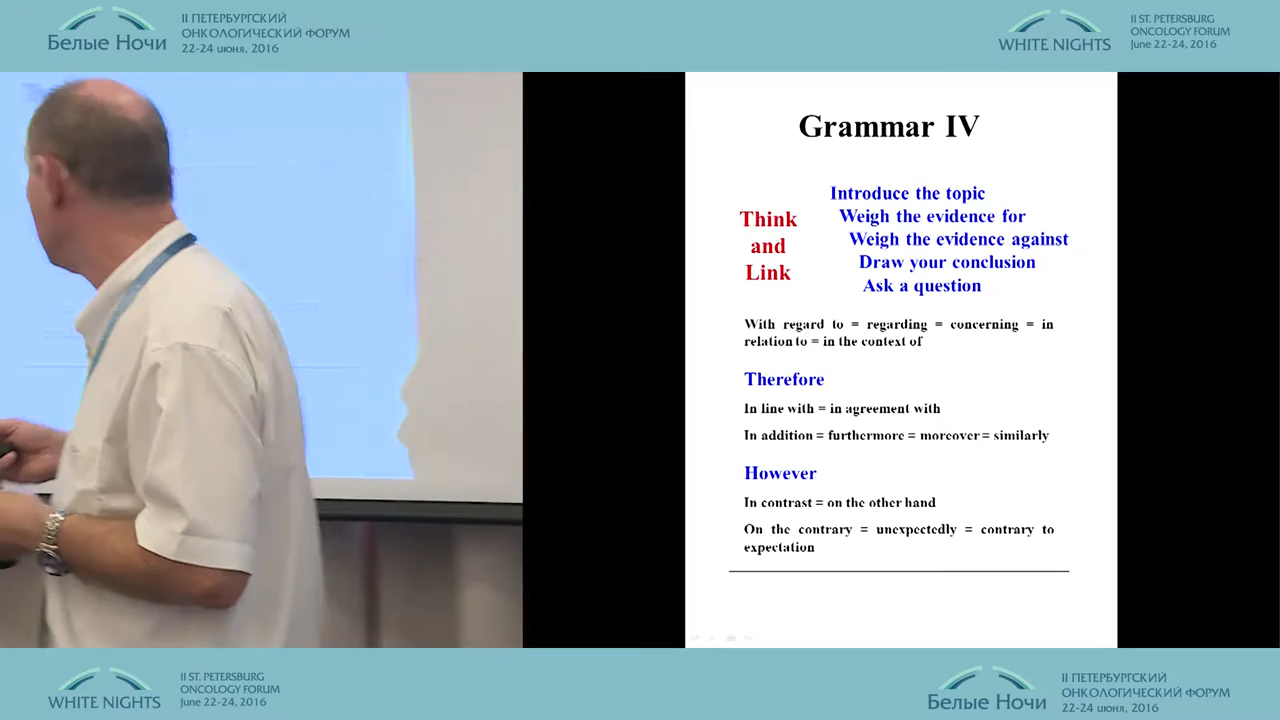 Белые Ночи
II ПЕТЕРБУРГСКИЙ
ОНКОЛОГИЧЕСКИЙ ФОРУМ
22-24 июня, 2016
WHITE NIGHTS
II ST. PETERSBURG
ONCOLOGY FORUM
June 22-24, 2016
Grammar IV
Think
and
Link
Introduce the topic
Weigh the evidence for
Weigh the evidence against
Draw your conclusion
Ask a question
With regard to = regarding = concerning = in
relation to = in the context of
Therefore
In line with = in agreement with
In addition = furthermore = moreover = similarly
However
In contrast = on the other hand
On the contrary = unexpectedly = contrary to
expectation
WHITE NIGHTS
II ST. PETERSBURG
ONCOLOGY FORUM
June 22-24, 2016
Белые Ночи
II ПЕТЕРБУРГСКИЙ
ОНКОЛОГИЧЕСКИЙ ФОРУМ
22-24 июня, 2016